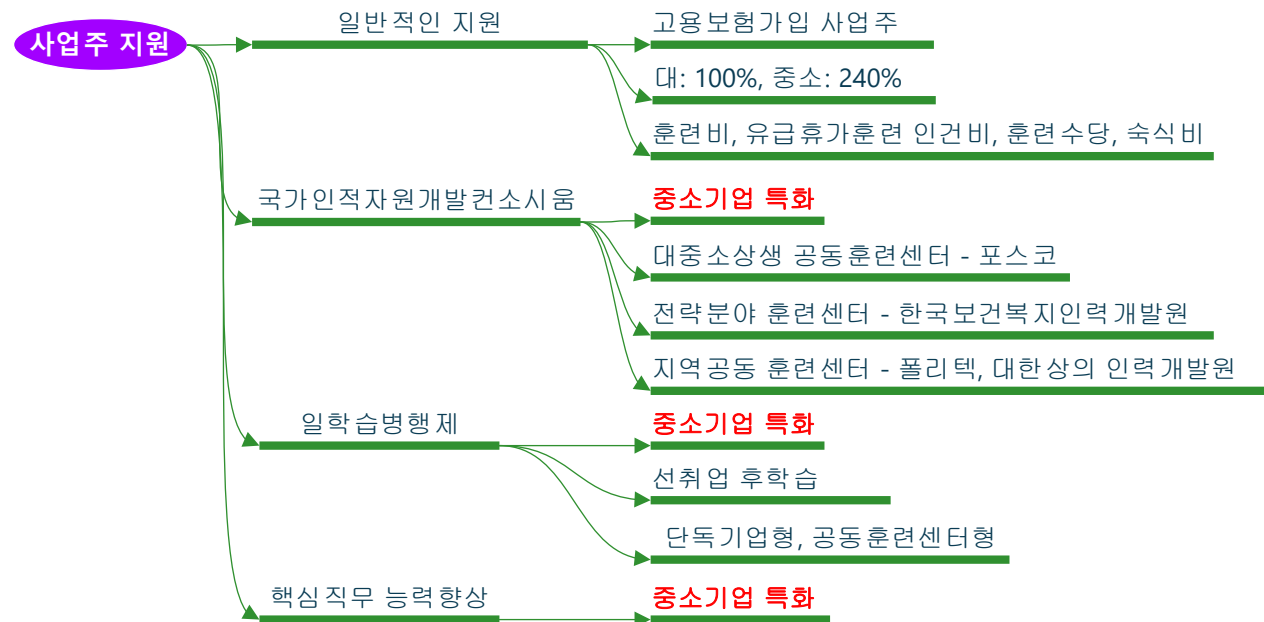 사업주 지원
일반적인 지원
고용보험가입 사업주
대: 100%, 중소: 240%
훈련비, 유급휴가훈련 인건비, 훈련수당, 숙식비
국가인적자원개발컨소시움
중소기업 특화
대중소상생 공동훈련센터 - 포스코
전략분야 훈련센터 - 한국보건복지인력개발원
지역공동 훈련센터 - 폴리텍, 대한상의 인력개발원
일학습병행제
중소기업 특화
선취업 후학습
단독기업형, 공동훈련센터형
핵심직무 능력향상
중소기업 특화